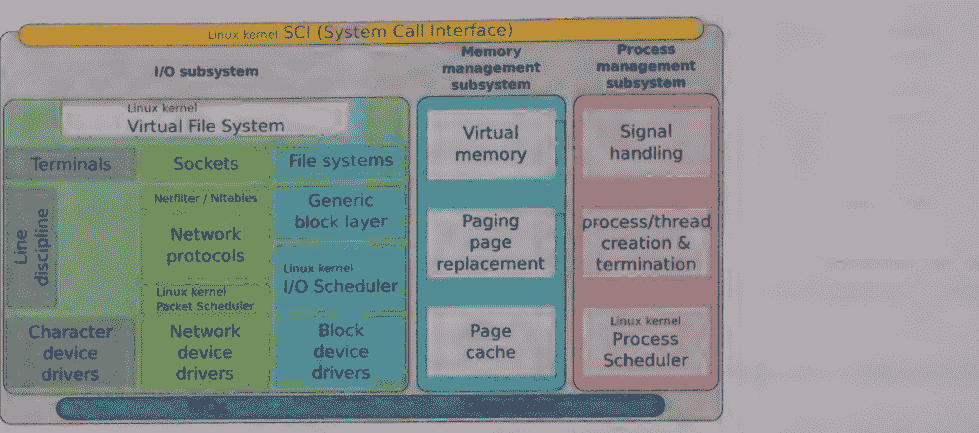 Linux kernel SCI (System Call Interface)
I/O subsystem
Memory
management
subsystem
Process
management
subsystem
Linux kernel
Virtual File System
Terminals
Sockets
File systems
Line
discipline
Netfilter / Nftables
Network
protocols
Linux kernel
Packet Scheduler
Generic
block layer
Linux kernel
I/O Scheduler
Character
device
drivers
Network
device
drivers
Block
device
drivers
Virtual
memory
Paging
page
replacement
Page
cache
Signal
handling
process/thread
creation &
termination
Linux kernel
Process
Scheduler